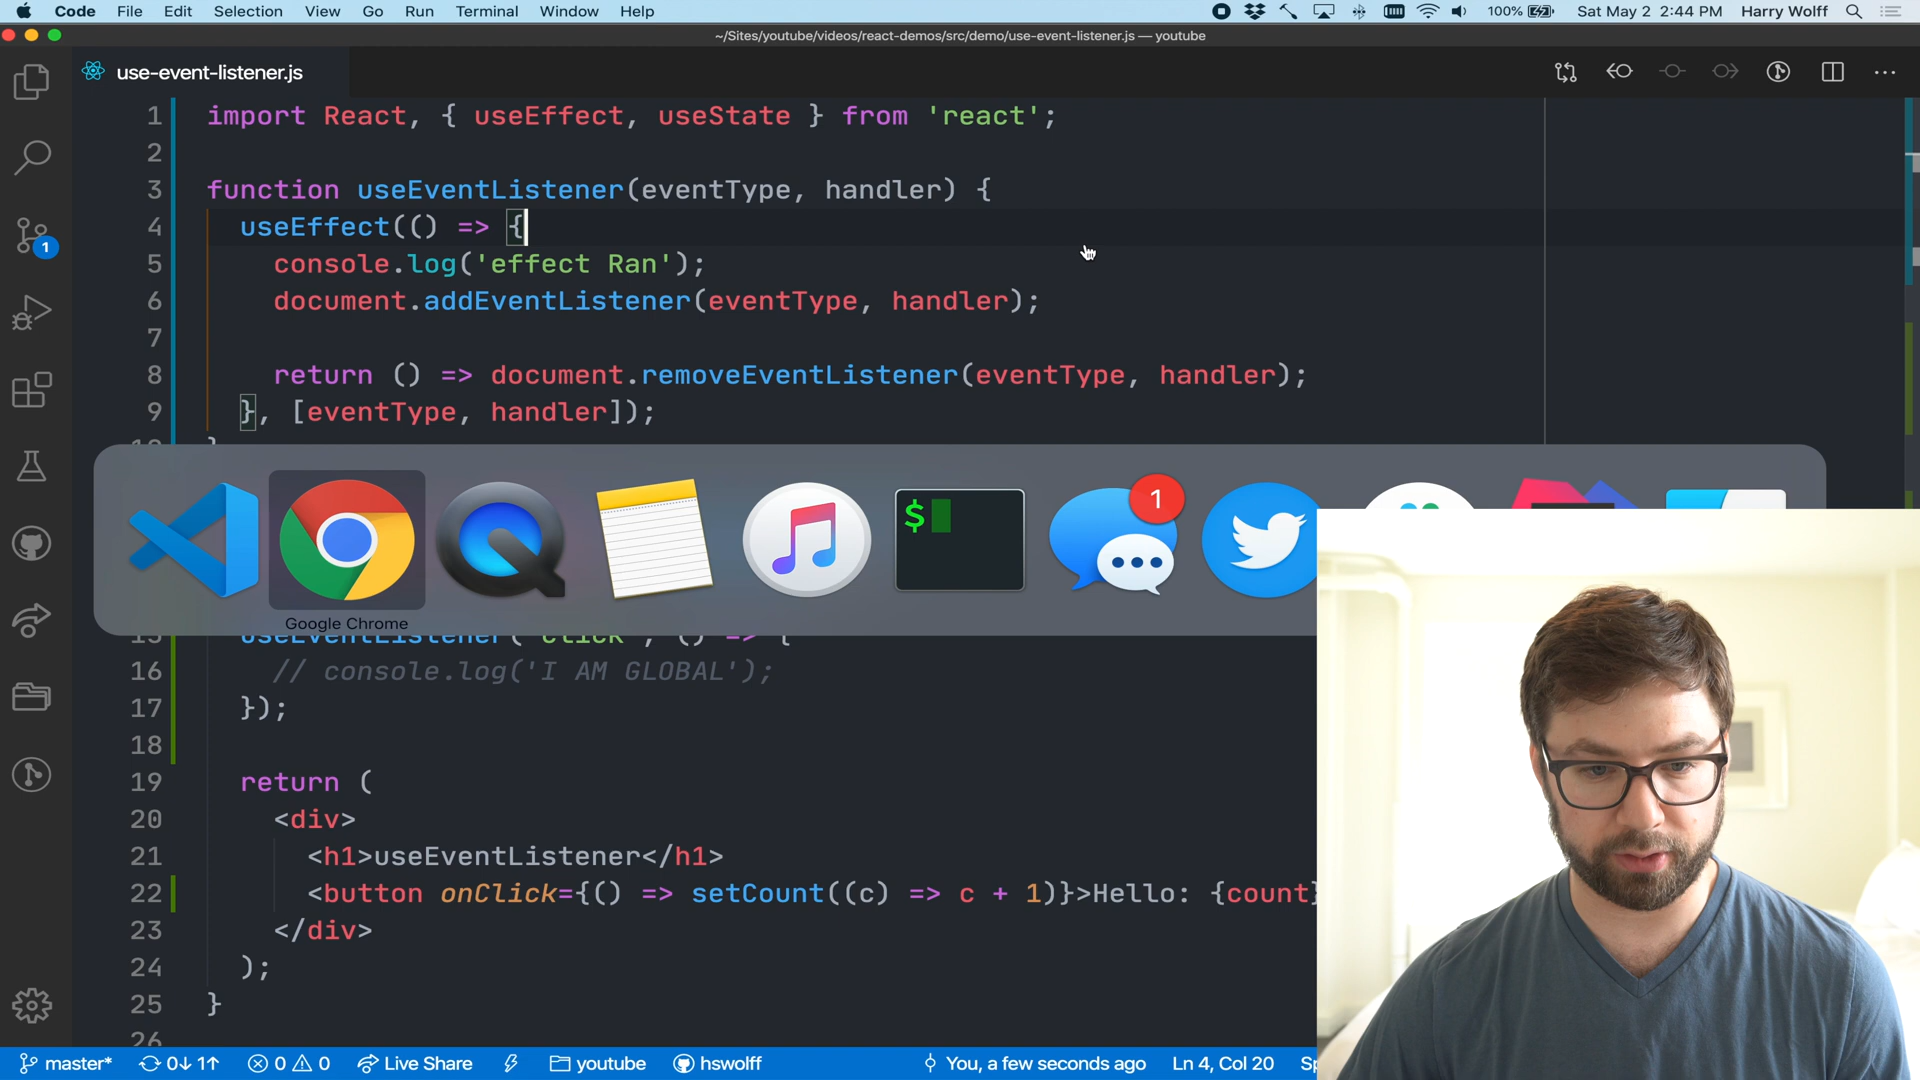 Code File Edit Selection View Go Run Terminal Window Help 100% Sat May 2 2:44 PM Harry Wolff
~/Sites/youtube/videos/react-demos/src/demo/use-event-listener.js — youtube
use-event-listener.js
1 import React, { useEffect, useState } from 'react';
2
3 function useEventListener(eventType, handler) {
4 useEffect(() => {
5 console.log('effect Ran');
6 document.addEventListener(eventType, handler);
7
8 return () => document.removeEventListener(eventType, handler);
9 }, [eventType, handler]);
1
$
1
Google Chrome
15 useEventListener('click', () => {
16 // console.log('I AM GLOBAL');
17 });
18
19 return (
20 <div>
21 <h1>useEventListener</h1>
22 <button onClick={() => setCount((c) => c + 1)}>Hello: {count}
23 </div>
24 );
25 }
26
master* 0↓ 1↑ 0 0 Live Share youtube hswolff You, a few seconds ago Ln 4, Col 20